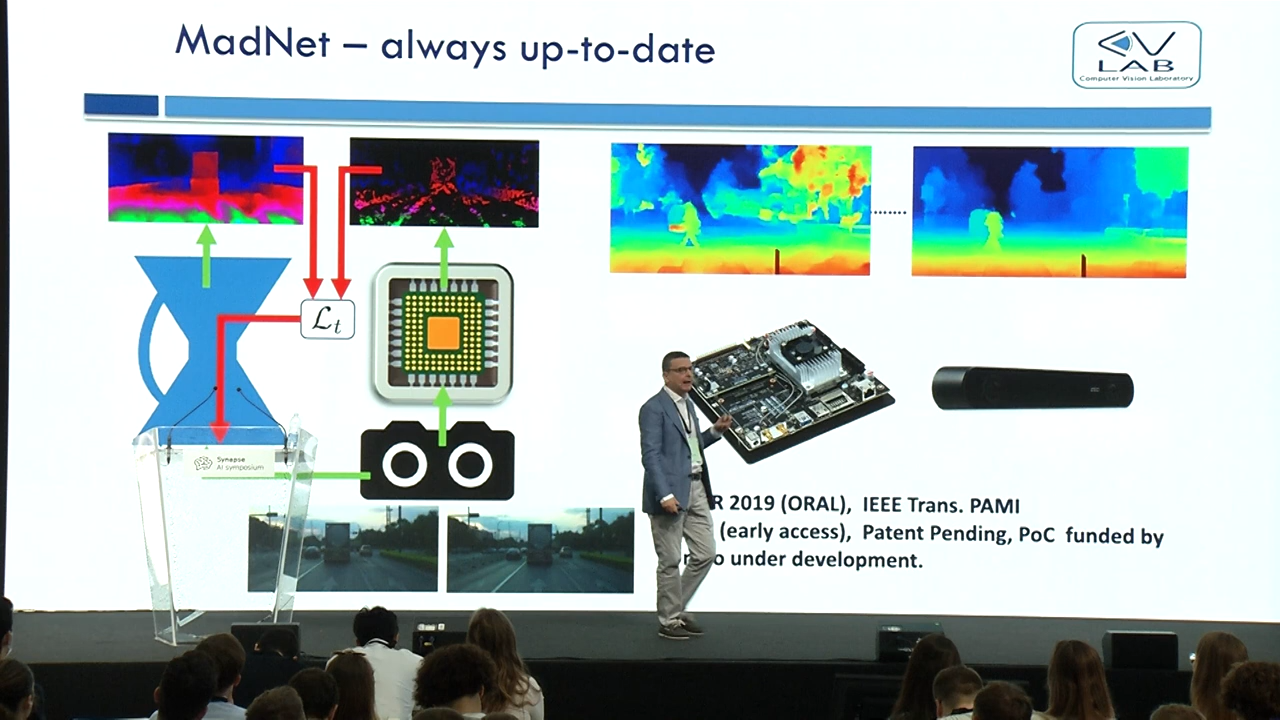 MadNet – always up-to-date
CV
LAB
Computer Vision Laboratory
ℒt
Synapse
AI symposium
R 2019 (ORAL), IEEE Trans. PAMI
(early access), Patent Pending, PoC funded by
under development.